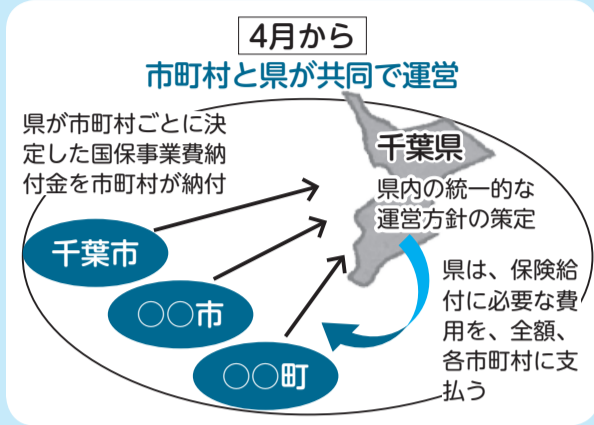 4月から
市町村と県が共同で運営
県が市町村ごとに決
定した国保事業費納
付金を市町村が納付
千葉県
県内の統一的な
運営方針の策定
千葉市
○○市
○○町
県は、保険給
付に必要な費
用を、全額、
各市町村に支
払う